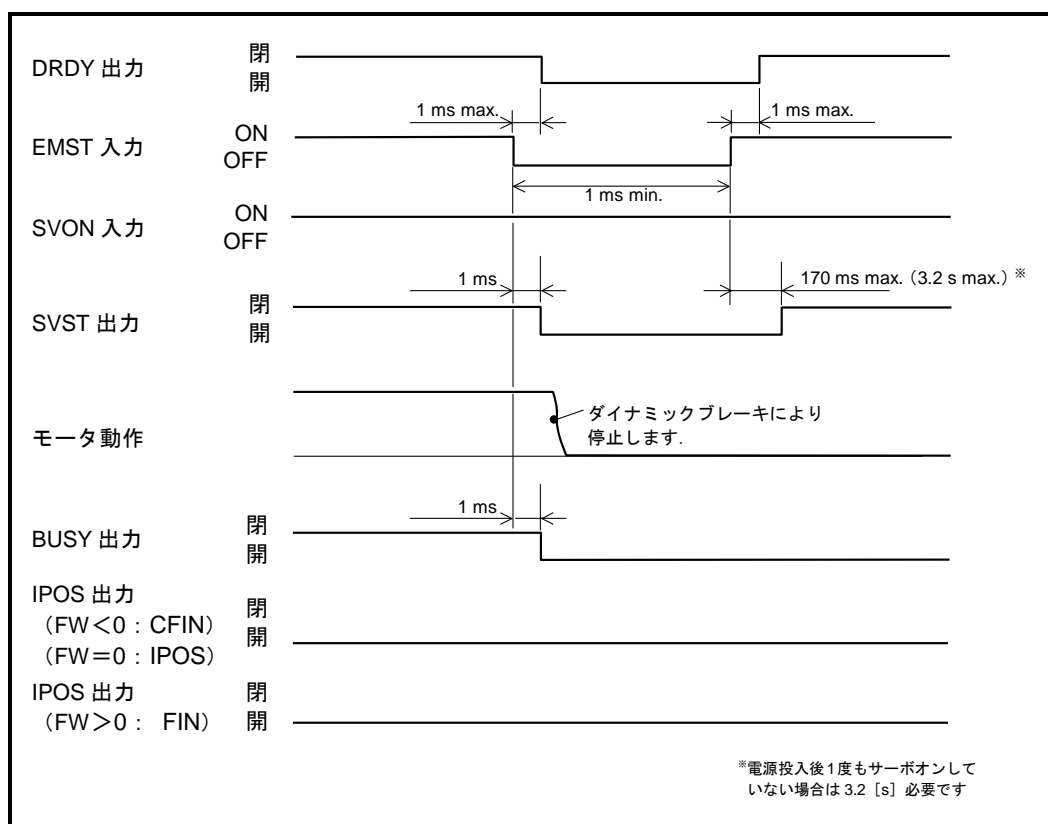 DRDY 出力
閉
開
1 ms max.
1 ms max.
EMST 入力
ON
OFF
1 ms min.
SVON 入力
ON
OFF
1 ms
170 ms max.（3.2 s max.）※
SVST 出力
閉
開
モータ動作
ダイナミックブレーキにより
停止します.
1 ms
BUSY 出力
閉
開
IPOS 出力
（FW＜0：CFIN）
（FW＝0：IPOS）
閉
開
IPOS 出力
（FW＞0： FIN）
閉
開
※電源投入後1度もサーボオンして
いない場合は 3.2［s］必要です